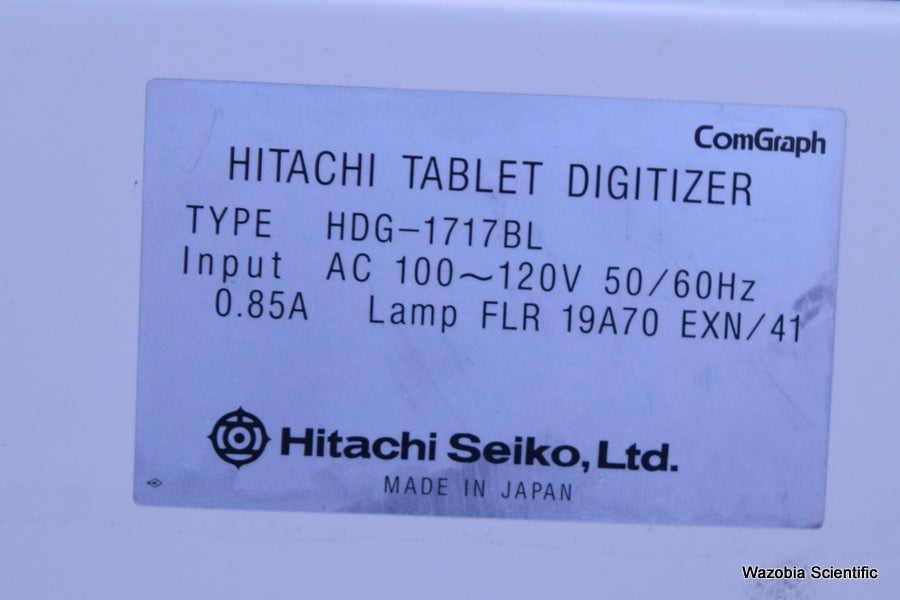 ComGraph
HITACHI TABLET DIGITIZER
TYPE HDG-1717BL
Input AC 100~120V 50/60Hz
0.85A Lamp FLR 19A70 EXN/41
Hitachi Seiko, Ltd.
MADE IN JAPAN
Wazobia Scientific